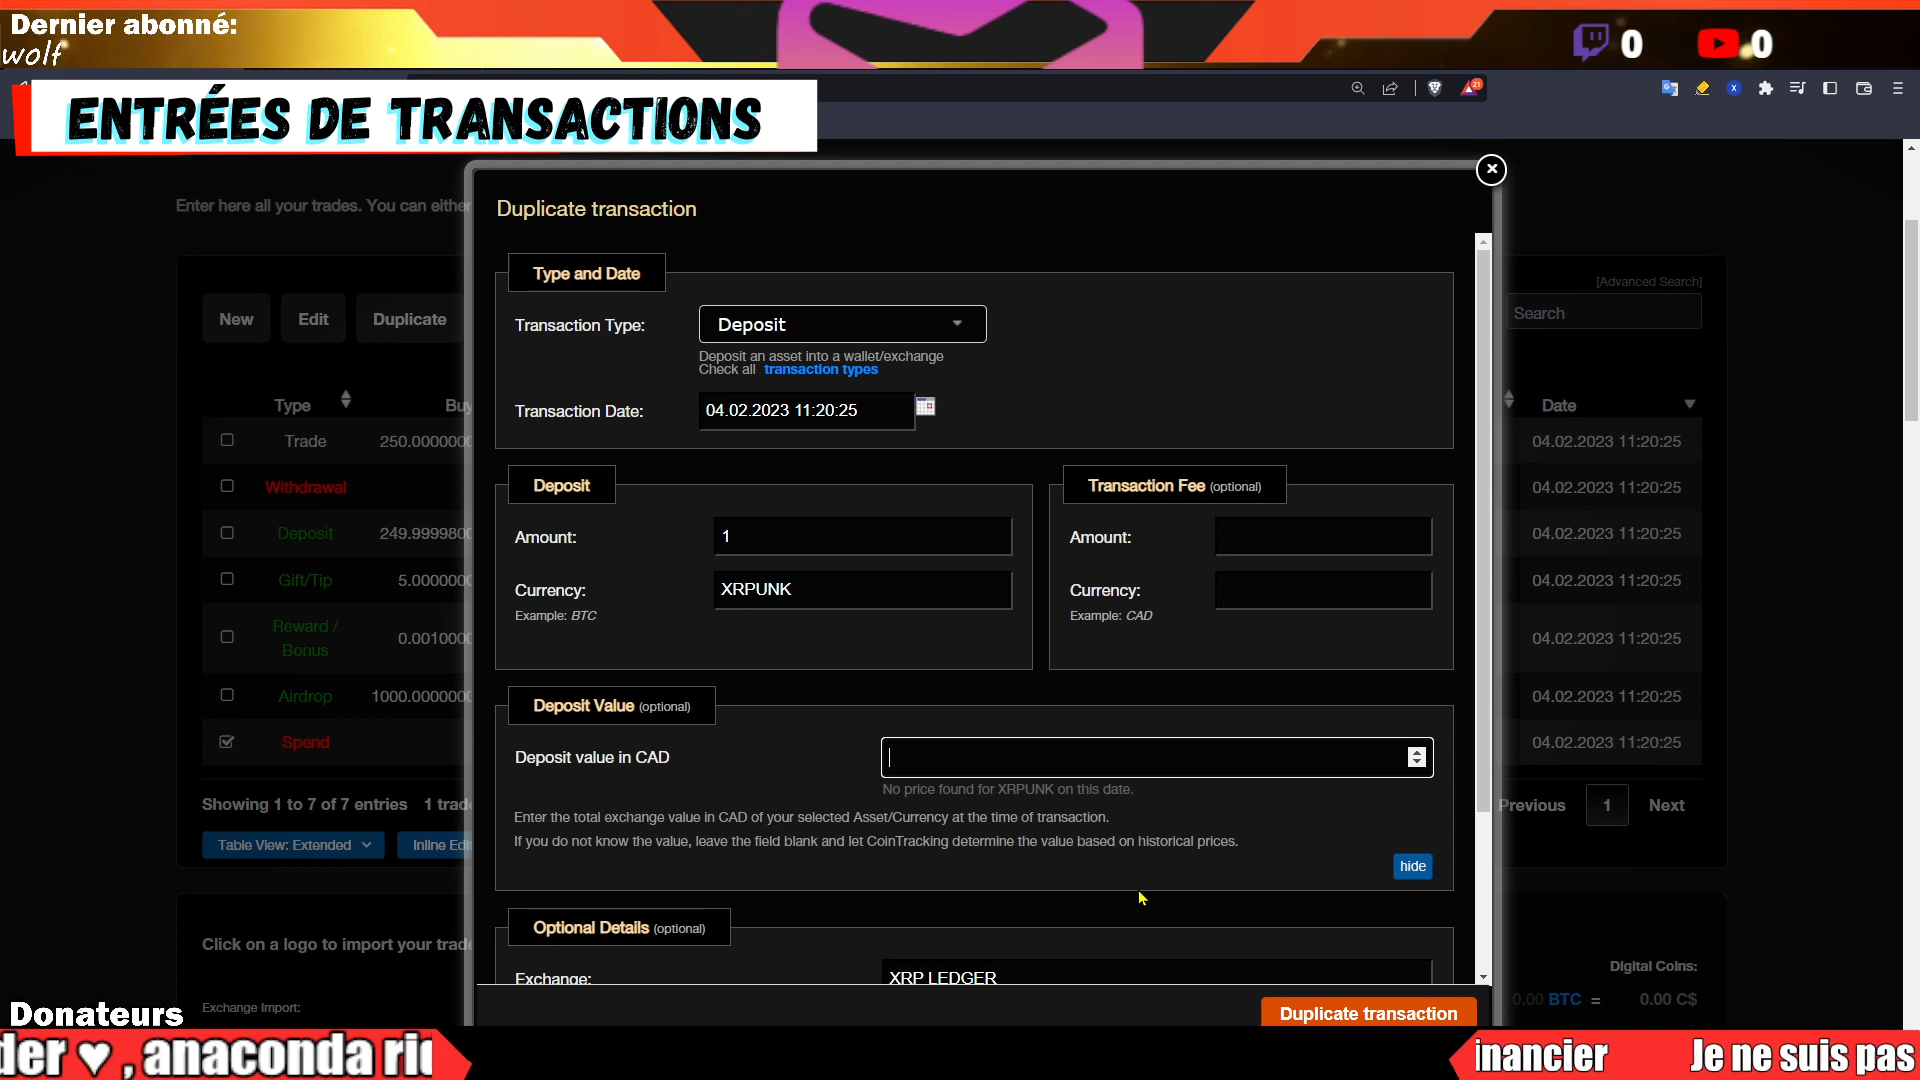 Dernier abonné:
wolf
0
0
21
ENTRÉES DE TRANSACTIONS
Enter here all your trades. You can either
Duplicate transaction
[Advanced Search]
Search
New
Edit
Duplicate
Type and Date
Transaction Type:
Deposit
Deposit an asset into a wallet/exchange
Check all transaction types
Transaction Date:
04.02.2023 11:20:25
Type
Buy
Date
Trade
250.0000000
04.02.2023 11:20:25
Withdrawal
04.02.2023 11:20:25
Deposit
249.9999800
04.02.2023 11:20:25
Gift/Tip
5.0000000
04.02.2023 11:20:25
Reward /
Bonus
0.0010000
04.02.2023 11:20:25
Airdrop
1000.0000000
04.02.2023 11:20:25
Spend
04.02.2023 11:20:25
Deposit
Amount:
1
Currency:
XRPUNK
Example: BTC
Transaction Fee (optional)
Amount:
Currency:
Example: CAD
Deposit Value (optional)
Deposit value in CAD
No price found for XRPUNK on this date.
Enter the total exchange value in CAD of your selected Asset/Currency at the time of transaction.
If you do not know the value, leave the field blank and let CoinTracking determine the value based on historical prices.
hide
Showing 1 to 7 of 7 entries 1 trad
Previous
1
Next
Table View: Extended
Inline Edi
Optional Details (optional)
Exchange:
XRP LEDGER
Click on a logo to import your trade
Exchange Import:
Digital Coins:
0.00 BTC = 0.00 C$
Duplicate transaction
Donateurs
der ♥, anaconda ri
inancier
Je ne suis pas